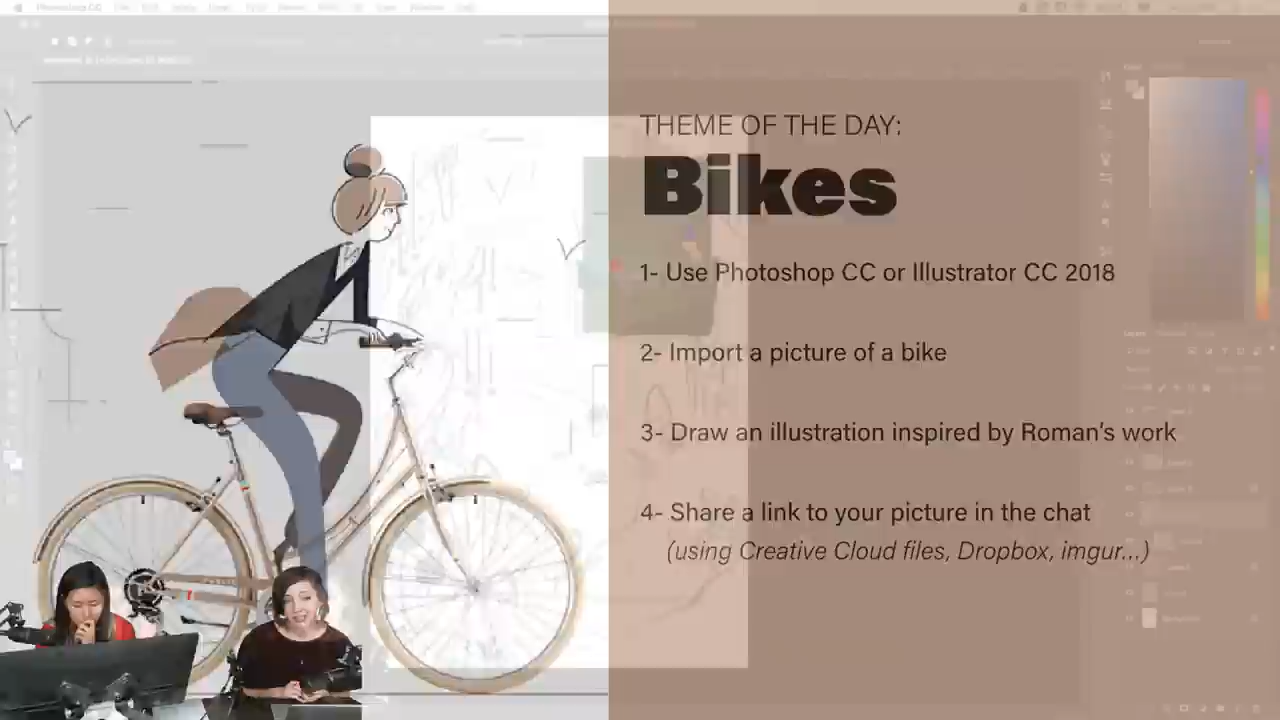 Photoshop CC
THEME OF THE DAY:
Bikes
1- Use Photoshop CC or Illustrator CC 2018
2- Import a picture of a bike
3- Draw an illustration inspired by Roman's work
4- Share a link to your picture in the chat
(using Creative Cloud files, Dropbox, imgur...)